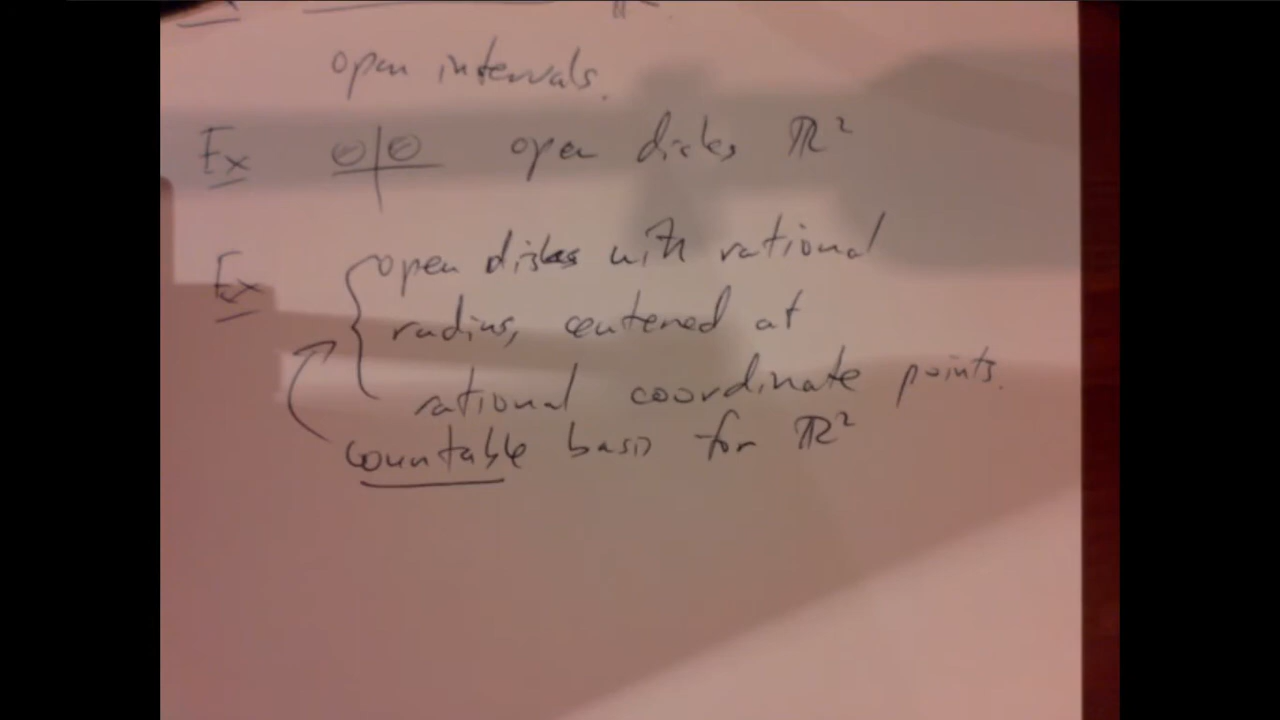 open intervals.
Ex open disks ℝ²
Ex { open disks with rational
radius, centered at
rational coordinate points.
countable basis for ℝ²